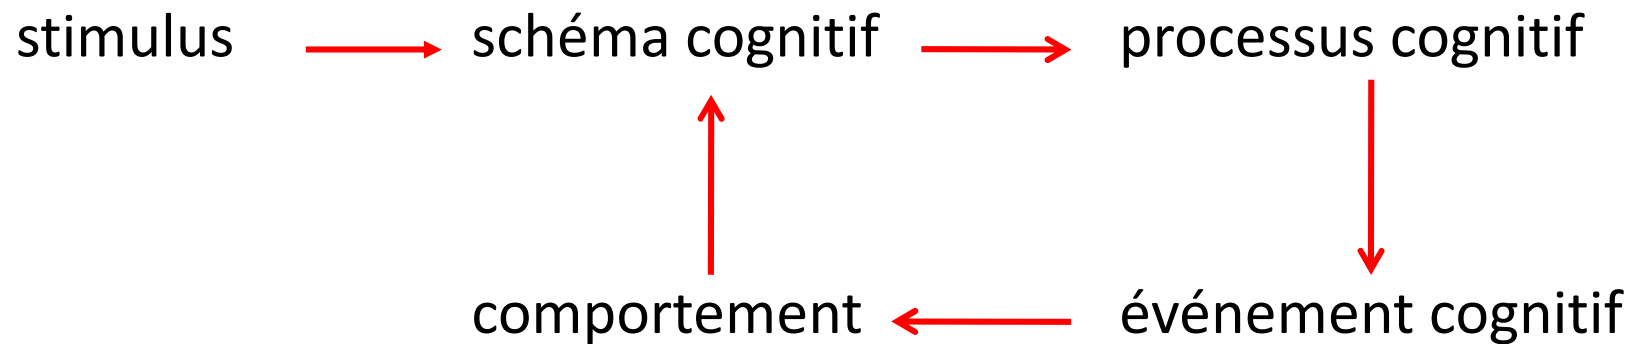 stimulus schéma cognitif processus cognitif
comportement événement cognitif